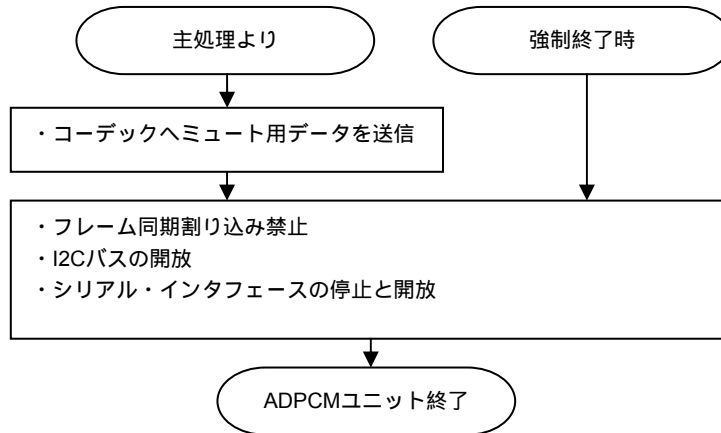 主処理より
強制終了時
・コーデックへミュート用データを送信
・フレーム同期割り込み禁止
・I2Cバスの開放
・シリアル・インタフェースの停止と開放
ADPCMユニット終了